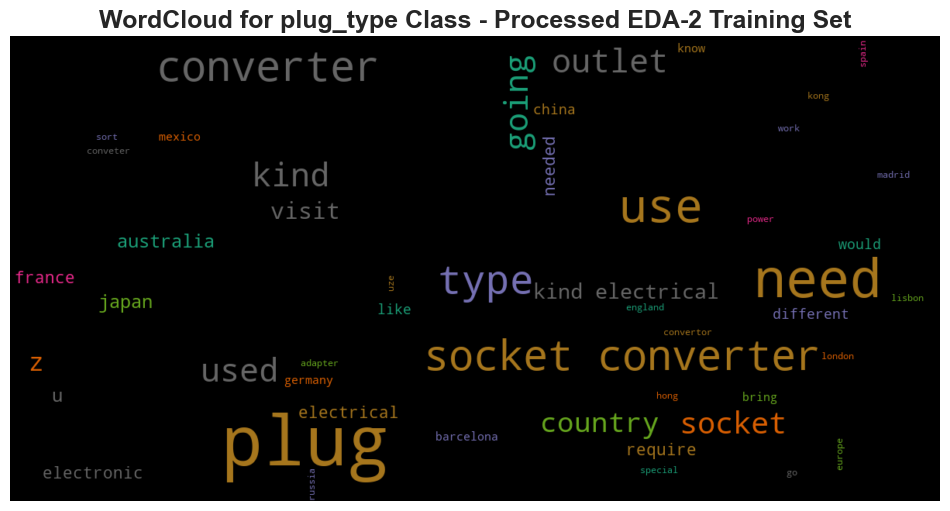 WordCloud for plug_type Class - Processed EDA-2 Training Set
converter
outlet
know
spain
going
kong
china
work
sort
mexico
conveter
needed
kind
madrid
visit
use
power
australia
would
france
type
need
uze
kind electrical
japan
like
england
lisbon
different
convertor
z
used
adapter
socket converter
london
germany
u
hong
bring
electrical
plug
barcelona
country
socket
require
europe
electronic
russia
special
go